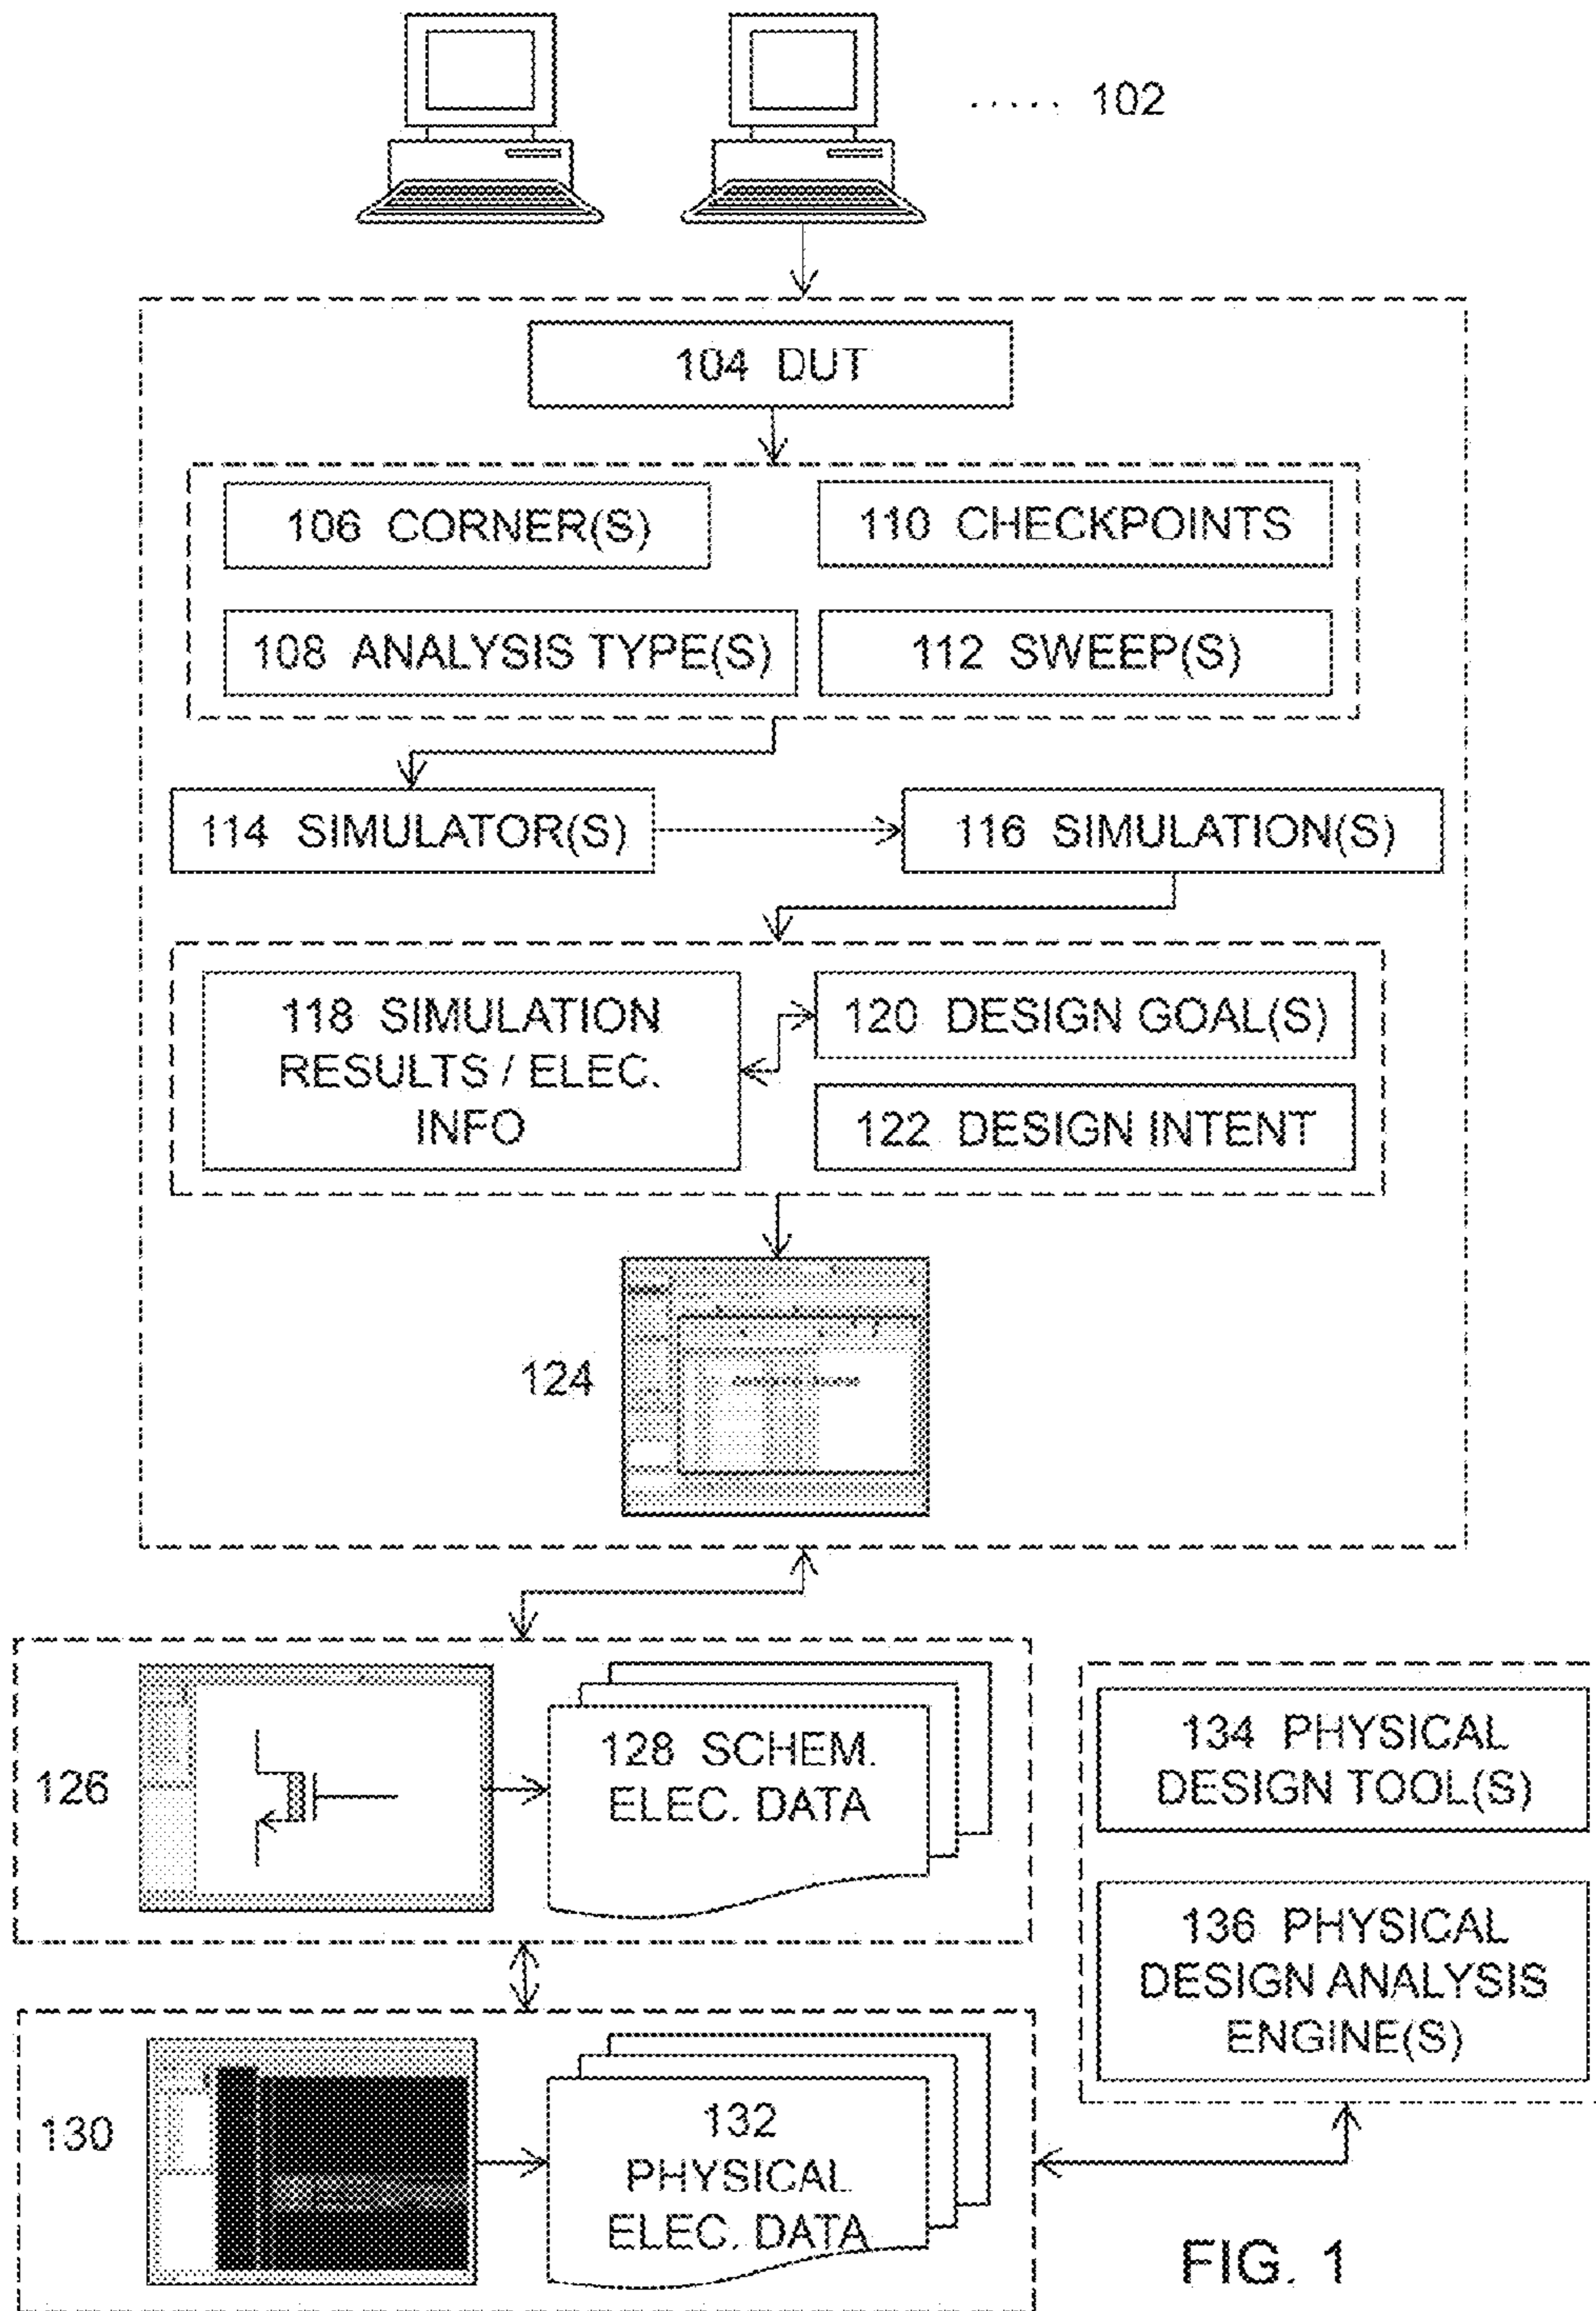 ..... 102
104 DUT
106 CORNER(S)
110 CHECKPOINTS
108 ANALYSIS TYPE(S)
112 SWEEP(S)
114 SIMULATOR(S)
116 SIMULATION(S)
118 SIMULATION
RESULTS / ELEC.
INFO
120 DESIGN GOAL(S)
122 DESIGN INTENT
124
126
128 SCHEM.
ELEC. DATA
134 PHYSICAL
DESIGN TOOL(S)
136 PHYSICAL
DESIGN ANALYSIS
ENGINE(S)
130
132
PHYSICAL
ELEC. DATA
FIG. 1